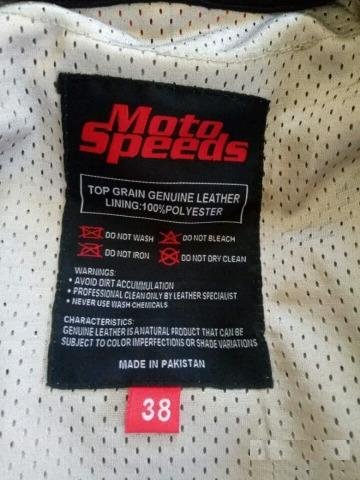 Moto
Speeds
TOP GRAIN GENUINE LEATHER
LINING:100%POLYESTER
DO NOT WASH DO NOT BLEACH
DO NOT IRON DO NOT DRY CLEAN
WARNINGS:
• AVOID DIRT ACCUMMULATION
• PROFESSIONAL CLEAN ONLY BY LEATHER SPECIALIST
• NEVER USE WASH CHEMICALS
CHARACTERISTICS:
GENUINE LEATHER IS A NATURAL PRODUCT THAT CAN BE
SUBJECT TO COLOR IMPERFECTIONS OR SHADE VARIATIONS
MADE IN PAKISTAN
38